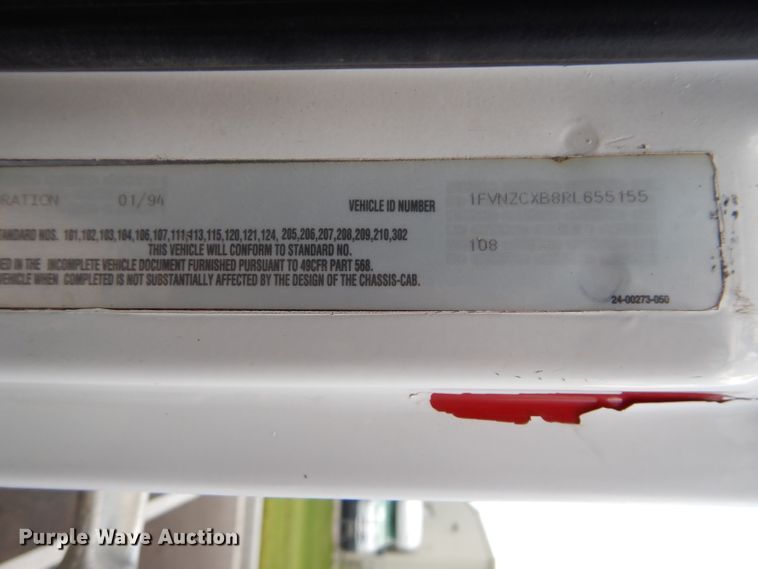 RATION 01/94 VEHICLE ID NUMBER 1FVNZCXB8RL655155
TANDARD NOS. 101,102,103,104,106,107,111,113,115,120,121,124, 205,206,207,208,209,210,302 108
THIS VEHICLE WILL CONFORM TO STANDARD NO.
ED IN THE INCOMPLETE VEHICLE DOCUMENT FURNISHED PURSUANT TO 49CFR PART 568.
VEHICLE WHEN COMPLETED IS NOT SUBSTANTIALLY AFFECTED BY THE DESIGN OF THE CHASSIS-CAB.
24-00273-050
Purple Wave Auction